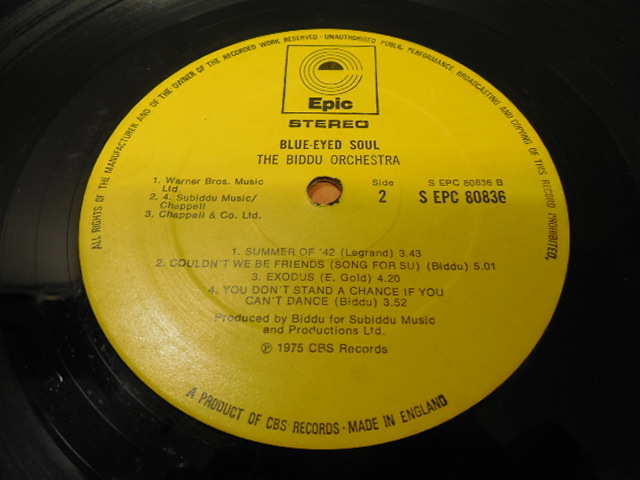 ALL RIGHTS OF THE MANUFACTURER AND OF THE OWNER OF THE RECORDED WORK RESERVED · UNAUTHORISED PUBLIC PERFORMANCE, BROADCASTING AND COPYING OF THIS RECORD PROHIBITED.
Epic
STEREO
BLUE-EYED SOUL
THE BIDDU ORCHESTRA
1. Warner Bros. Music
Ltd.
2. 4. Subiddu Music/
Chappell
3. Chappell & Co. Ltd.
Side
2
S EPC 80836 B
S EPC 80836
1. SUMMER OF '42 (Legrand) 3.43
2. COULDN'T WE BE FRIENDS (SONG FOR SU) (Biddu) 5.01
3. EXODUS (E. Gold) 4.20
4. YOU DON'T STAND A CHANCE IF YOU
CAN'T DANCE (Biddu) 3.52
Produced by Biddu for Subiddu Music
and Productions Ltd.
℗ 1975 CBS Records
A PRODUCT OF CBS RECORDS · MADE IN ENGLAND